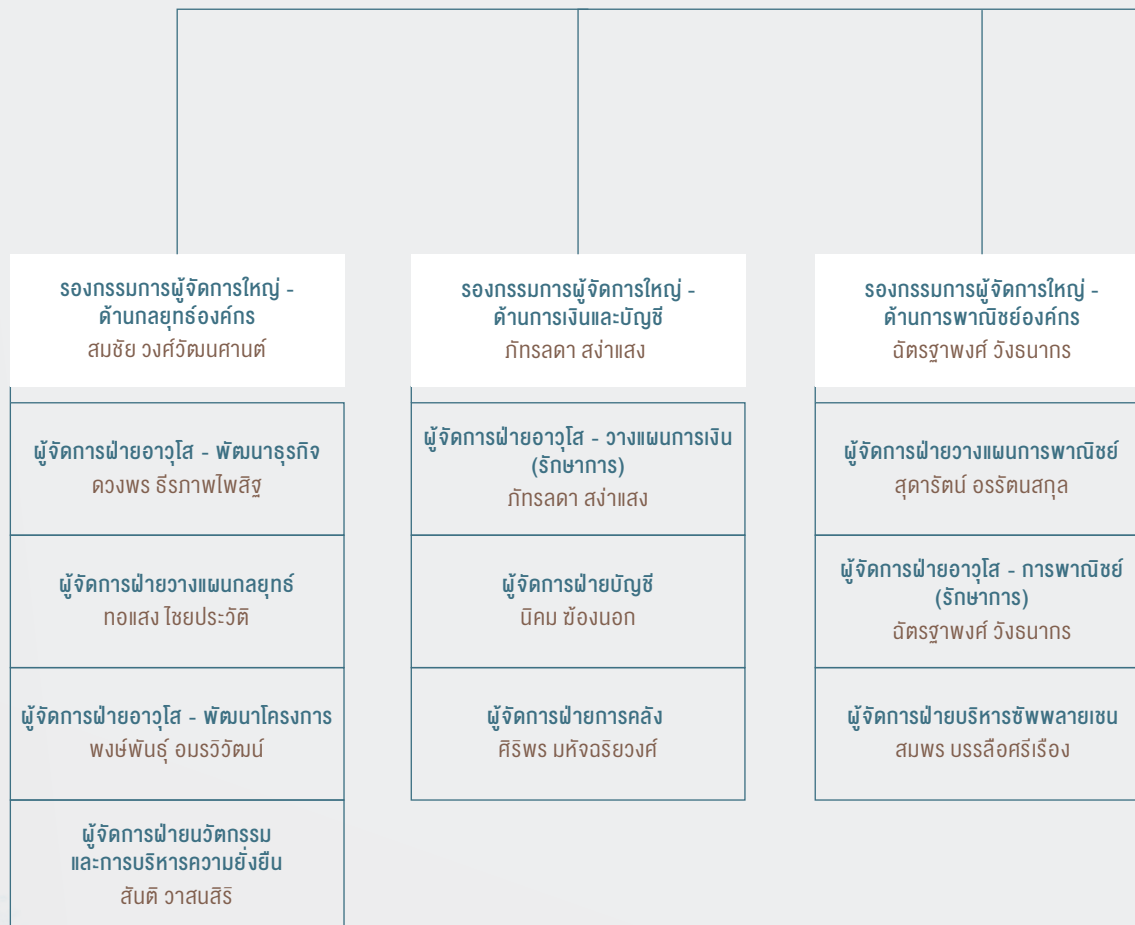 รองกรรมการผู้จัดการใหญ่ -
ด้านกลยุทธ์องค์กร
สมชัย วงศ์วัฒนศานต์
ผู้จัดการฝ่ายอาวุโส - พัฒนาธุรกิจ
ดวงพร ธีรภาพไพสิฐ
ผู้จัดการฝ่ายวางแผนกลยุทธ์
ทอแสง ไชยประวัติ
ผู้จัดการฝ่ายอาวุโส - พัฒนาโครงการ
พงษ์พันธุ์ อมรวิวัฒน์
ผู้จัดการฝ่ายนวัตกรรม
และการบริหารความยั่งยืน
สันติ วาสนสิริ
รองกรรมการผู้จัดการใหญ่ -
ด้านการเงินและบัญชี
ภัทรลดา สง่าแสง
ผู้จัดการฝ่ายอาวุโส - วางแผนการเงิน
(รักษาการ)
ภัทรลดา สง่าแสง
ผู้จัดการฝ่ายบัญชี
นิคม ฆ้องนอก
ผู้จัดการฝ่ายการคลัง
ศิริพร มหัจฉริยวงศ์
รองกรรมการผู้จัดการใหญ่ -
ด้านการพาณิชย์องค์กร
ฉัตรฐาพงศ์ วังธนากร
ผู้จัดการฝ่ายวางแผนการพาณิชย์
สุดารัตน์ อรรัตนสกุล
ผู้จัดการฝ่ายอาวุโส - การพาณิชย์
(รักษาการ)
ฉัตรฐาพงศ์ วังธนากร
ผู้จัดการฝ่ายบริหารซัพพลายเชน
สมพร บรรลือศรีเรือง